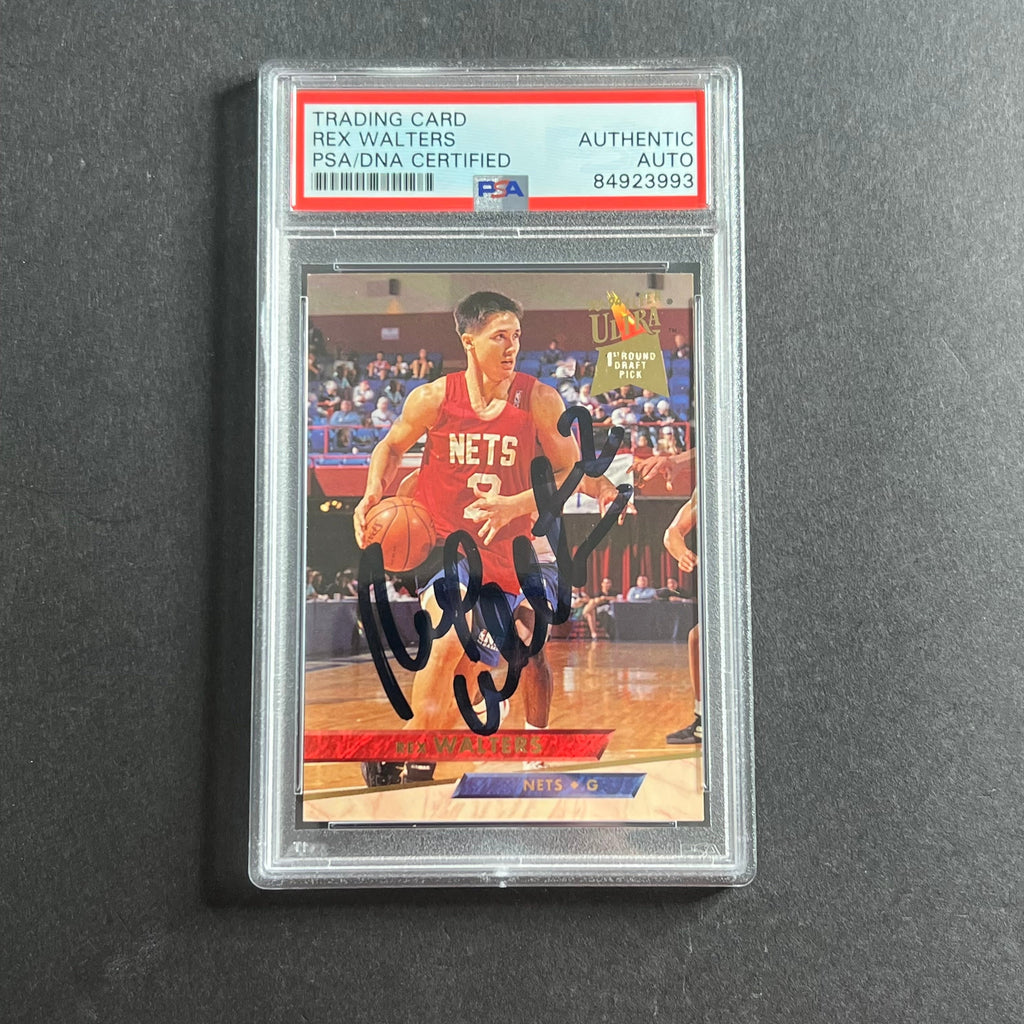 TRADING CARD
REX WALTERS
PSA/DNA CERTIFIED
AUTHENTIC
AUTO
84923993
PSA
ULTRA
1ST ROUND
DRAFT
PICK
NETS
2
REX WALTERS
NETS • G